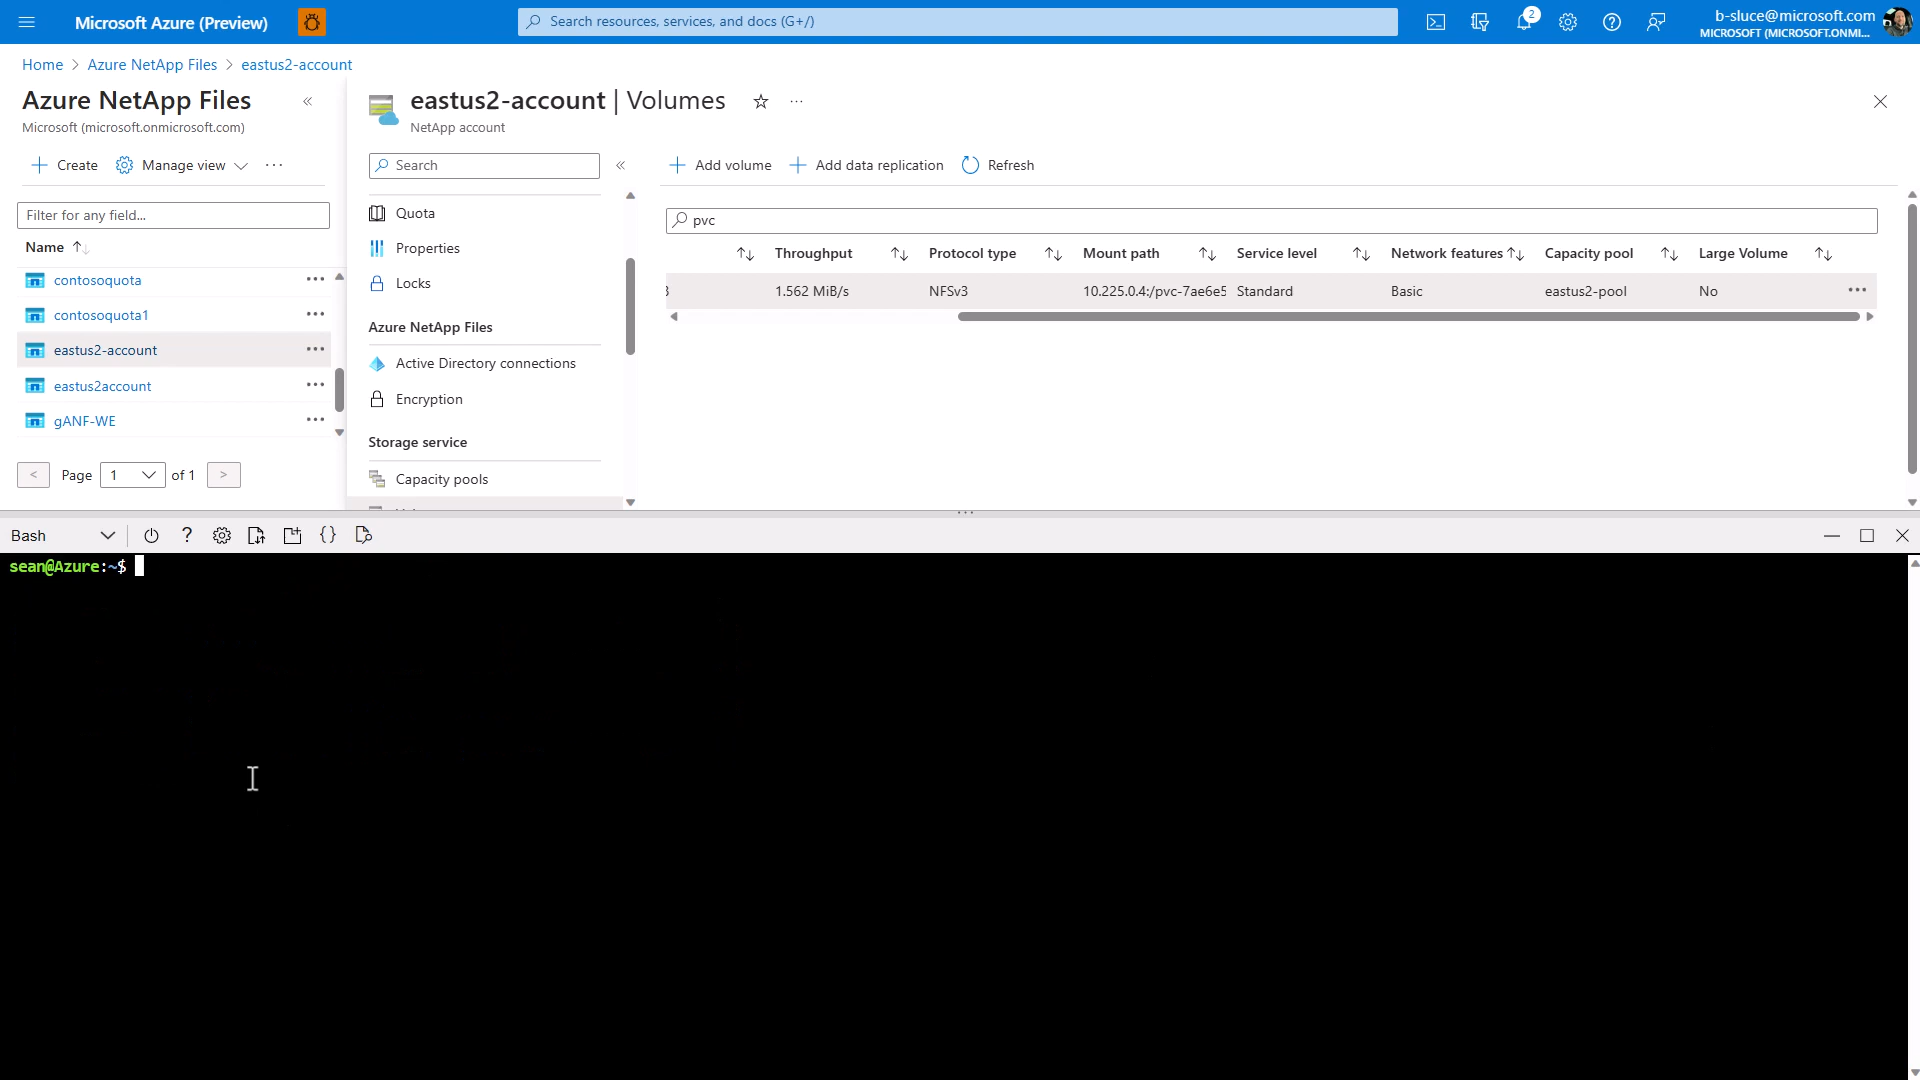 Microsoft Azure (Preview)
Search resources, services, and docs (G+/)
2
b-sluce@microsoft.com
MICROSOFT (MICROSOFT.ONMI...
Home > Azure NetApp Files > eastus2-account
Azure NetApp Files
Microsoft (microsoft.onmicrosoft.com)
Create
Manage view
Filter for any field...
Name
contosoquota
contosoquota1
eastus2-account
eastus2account
gANF-WE
< Page 1 of 1 >
eastus2-account | Volumes
NetApp account
Search
Quota
Properties
Locks
Azure NetApp Files
Active Directory connections
Encryption
Storage service
Capacity pools
Add volume
Add data replication
Refresh
pvc
Throughput Protocol type Mount path Service level Network features Capacity pool Large Volume
1.562 MiB/s NFSv3 10.225.0.4:/pvc-7ae6e5 Standard Basic eastus2-pool No
Bash
sean@Azure:~$